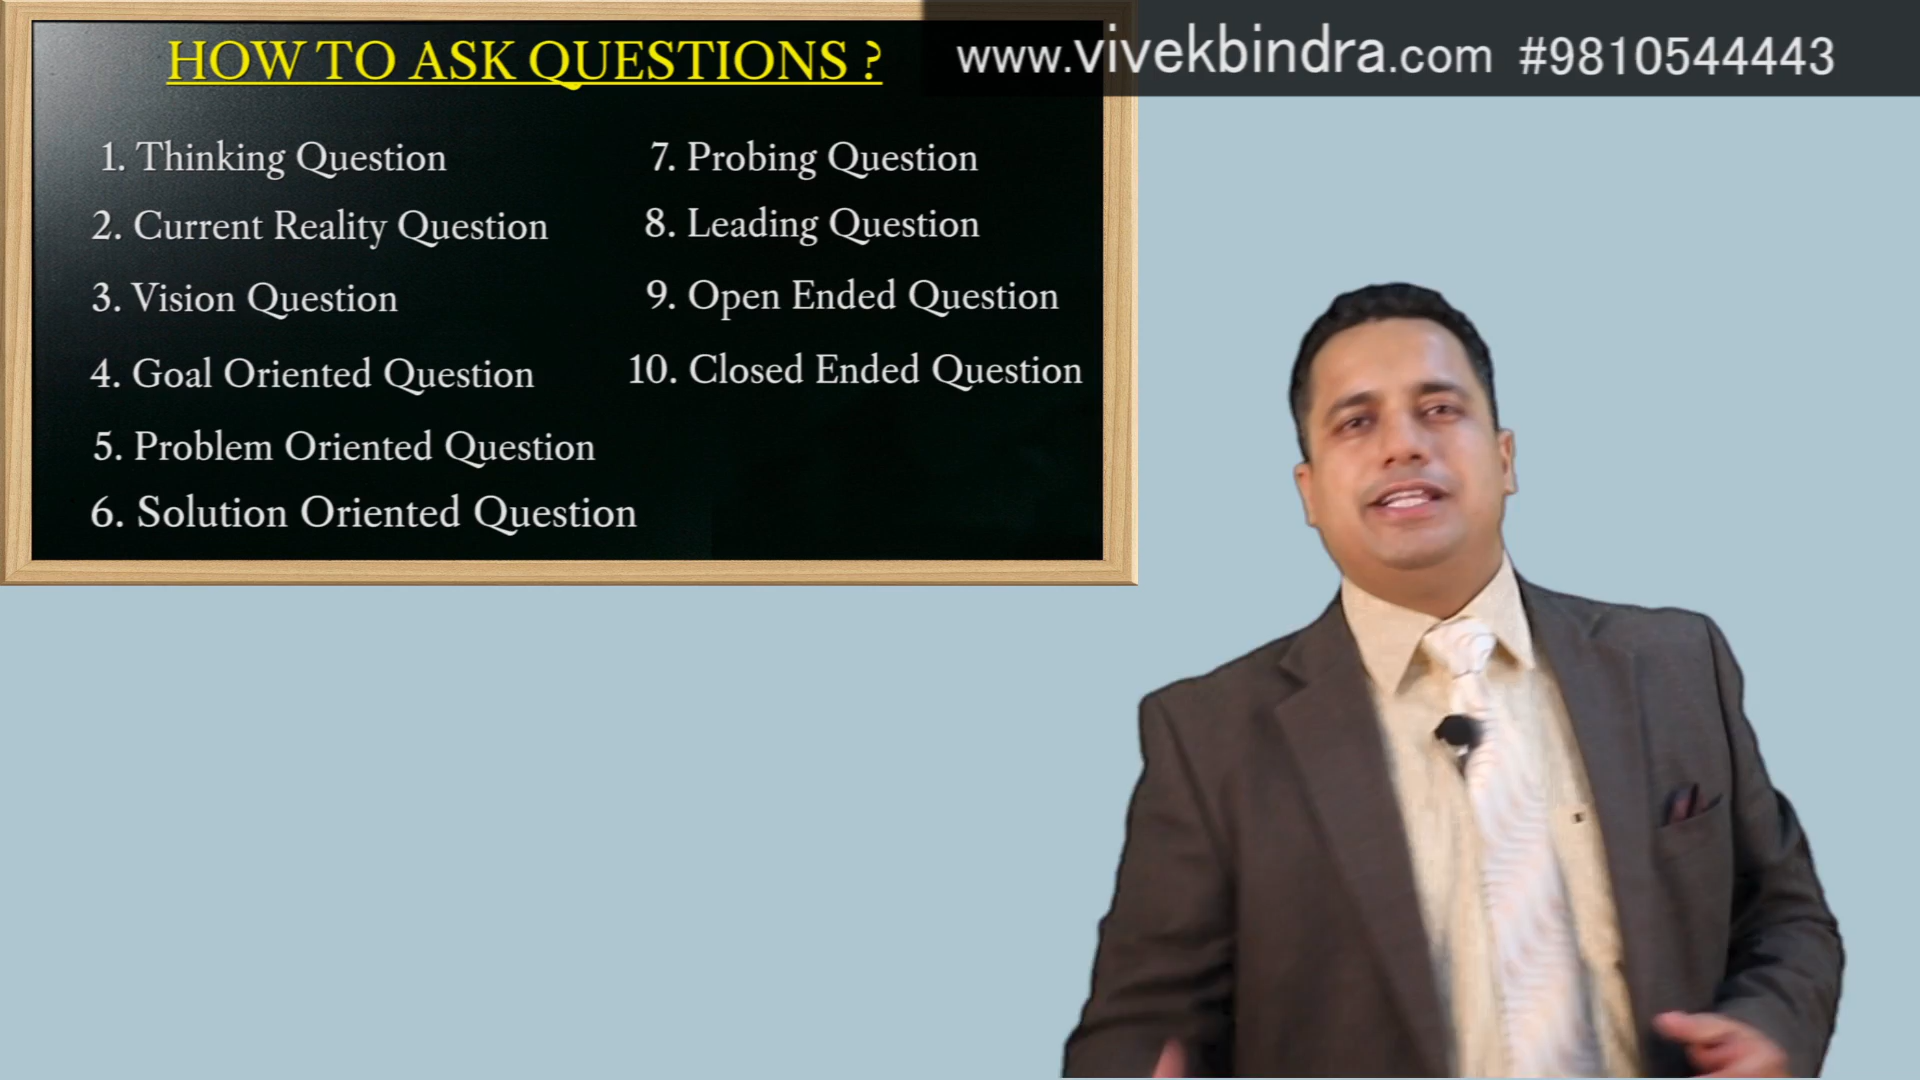 HOW TO ASK QUESTIONS ?
www.vivekbindra.com #9810544443
1. Thinking Question
2. Current Reality Question
3. Vision Question
4. Goal Oriented Question
5. Problem Oriented Question
6. Solution Oriented Question
7. Probing Question
8. Leading Question
9. Open Ended Question
10. Closed Ended Question